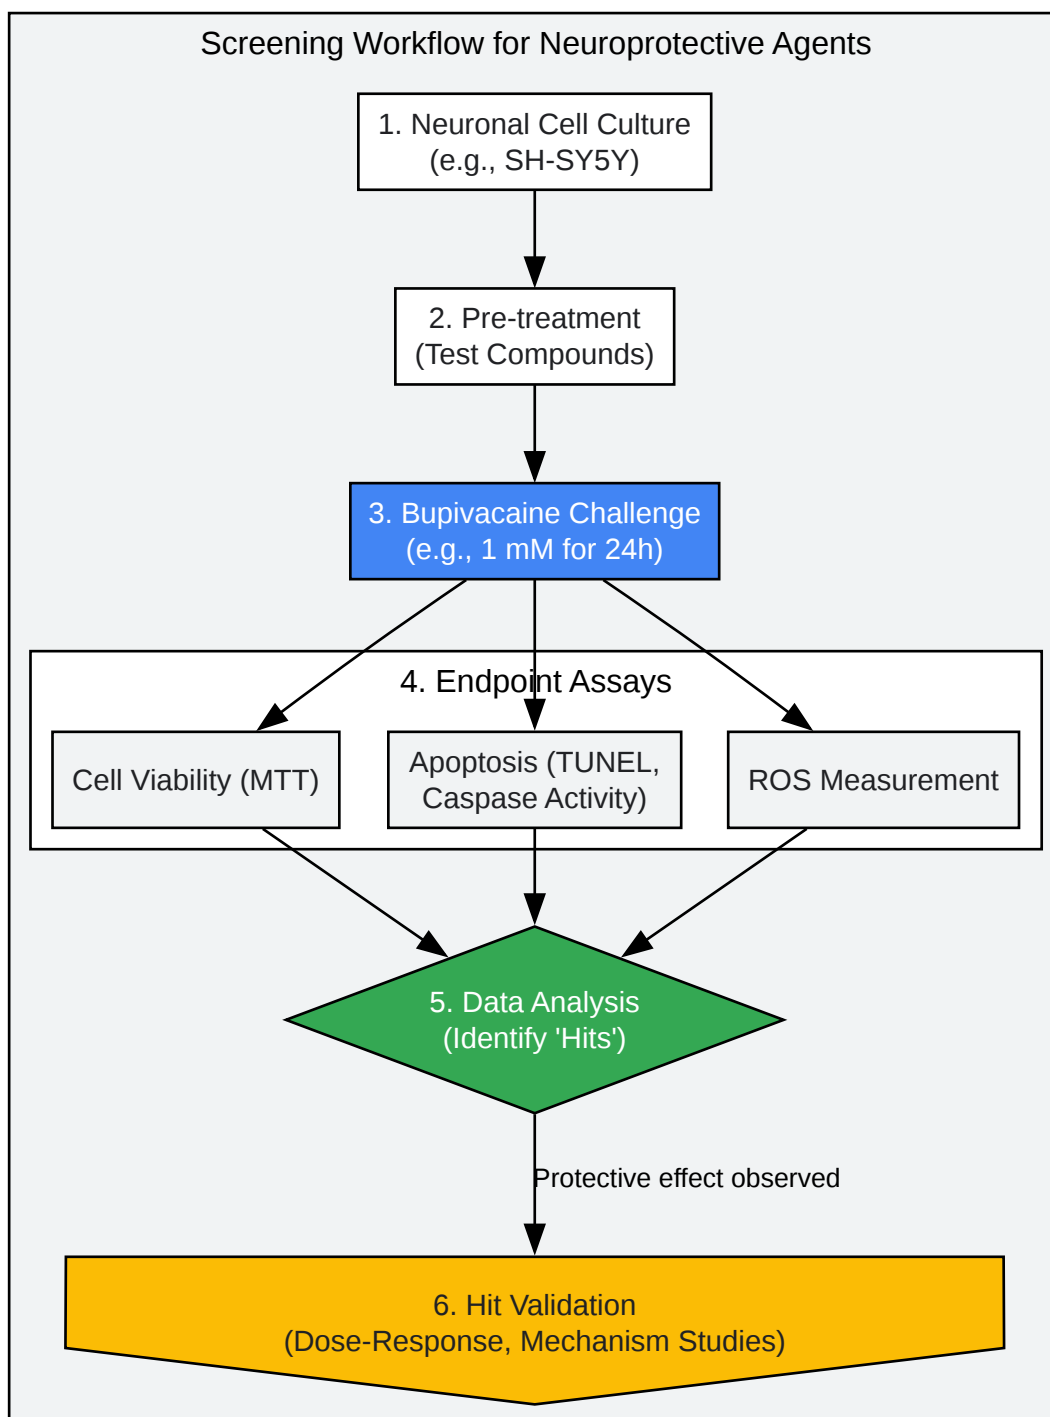 Screening Workflow for Neuroprotective Agents
1. Neuronal Cell Culture
(e.g., SH-SY5Y)
2. Pre-treatment
(Test Compounds)
3. Bupivacaine Challenge
(e.g., 1 mM for 24h)
4. Endpoint Assays
Cell Viability (MTT)
Apoptosis (TUNEL,
Caspase Activity)
ROS Measurement
5. Data Analysis
(Identify 'Hits')
Protective effect observed
6. Hit Validation
(Dose-Response, Mechanism Studies)